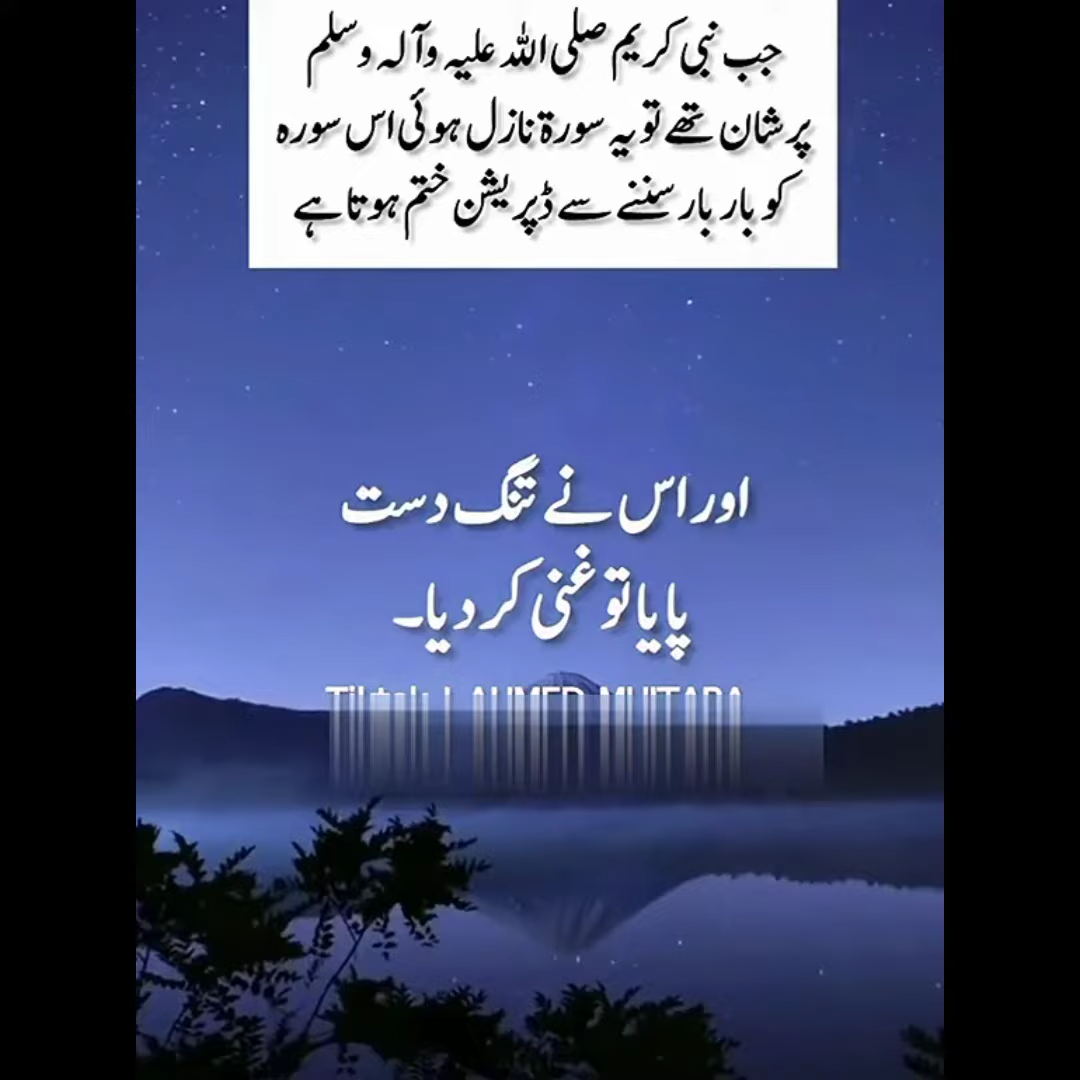 جب نبی کریم صلی اللہ علیہ وآلہ وسلم
پرشان تھے تو یہ سورۃ نازل ہوئی اس سورہ
کو بار بار سننے سے ڈپریشن ختم ہوتا ہے
اور اس نے تنگ دست
پایا تو غنی کر دیا۔